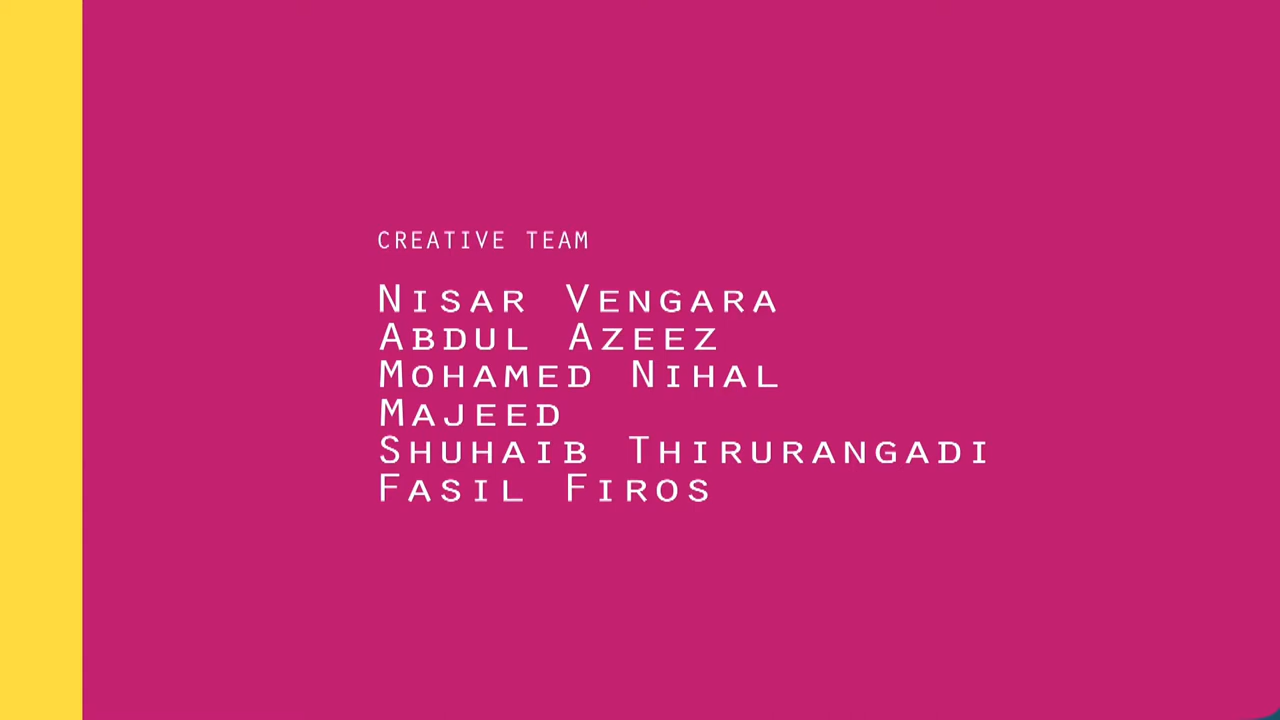 CREATIVE TEAM
NISAR VENGARA
ABDUL AZEEZ
MOHAMED NIHAL
MAJEED
SHUHAIB THIRURANGADI
FASIL FIROS